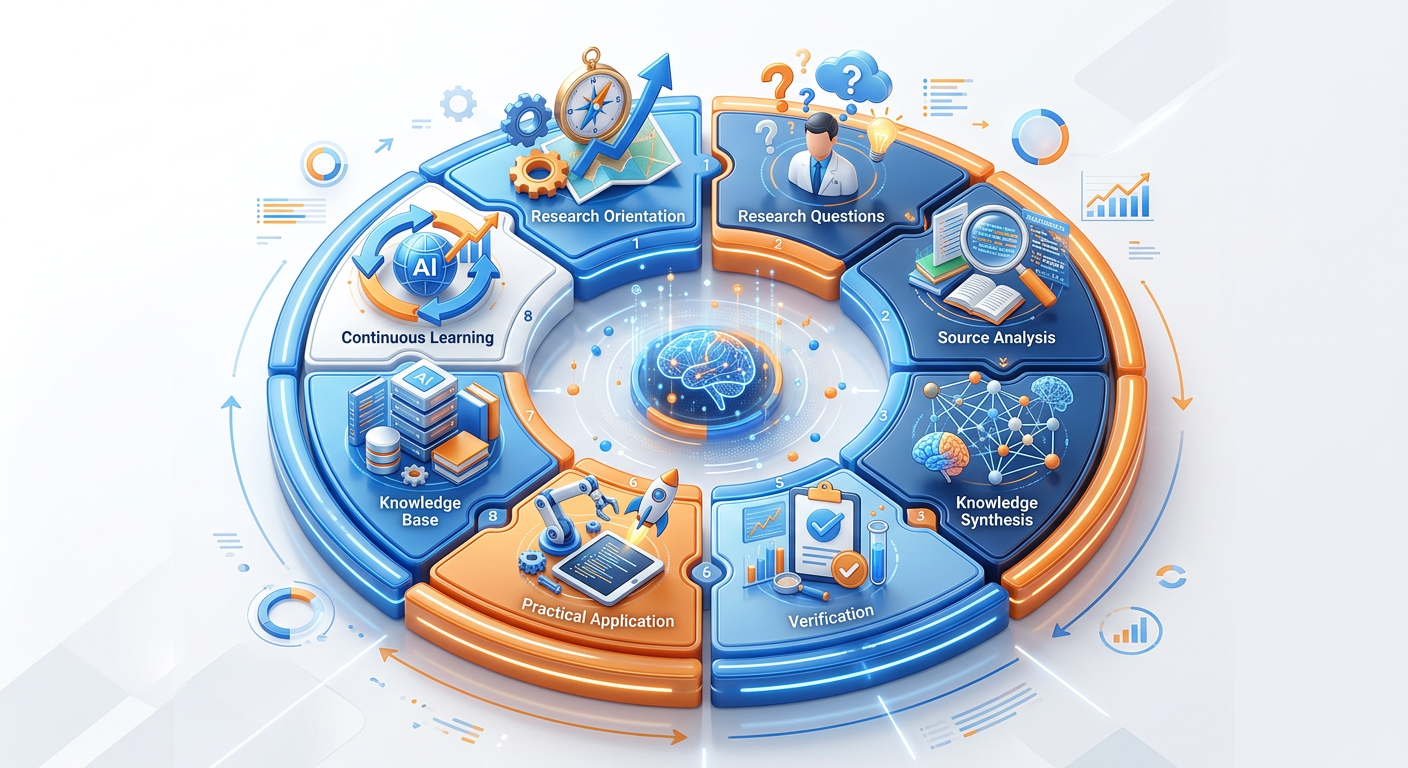 Research Orientation
1
1
Research Questions
2
Source Analysis
2
Knowledge
Synthesis
3
3
Verification
5
6
Practical Application
6
Knowledge
Base
7
8
AI
Continuous Learning
8
AI
N
S